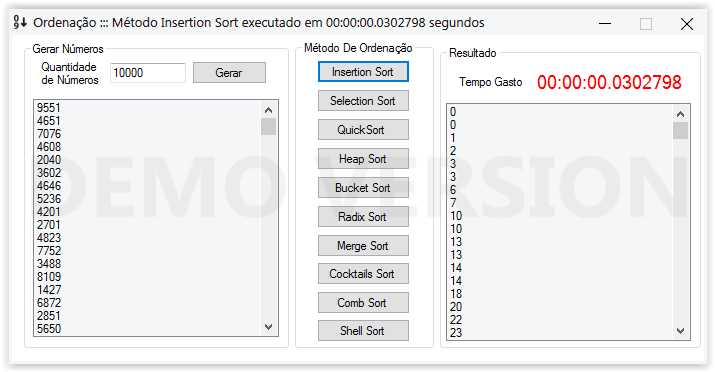 Ordenação ::: Método Insertion Sort executado em 00:00:00.0302798 segundos
Gerar Números
Quantidade
de Números
10000
Gerar
9551
4651
7076
4608
2040
3602
4646
5236
4201
2701
4823
7752
3488
8109
1427
6872
2851
5650
Método De Ordenação
Insertion Sort
Selection Sort
QuickSort
Heap Sort
Bucket Sort
Radix Sort
Merge Sort
Cocktails Sort
Comb Sort
Shell Sort
Resultado
Tempo Gasto
00:00:00.0302798
0
0
1
2
3
3
6
7
10
10
13
13
14
14
18
20
22
23
DEMO VERSION